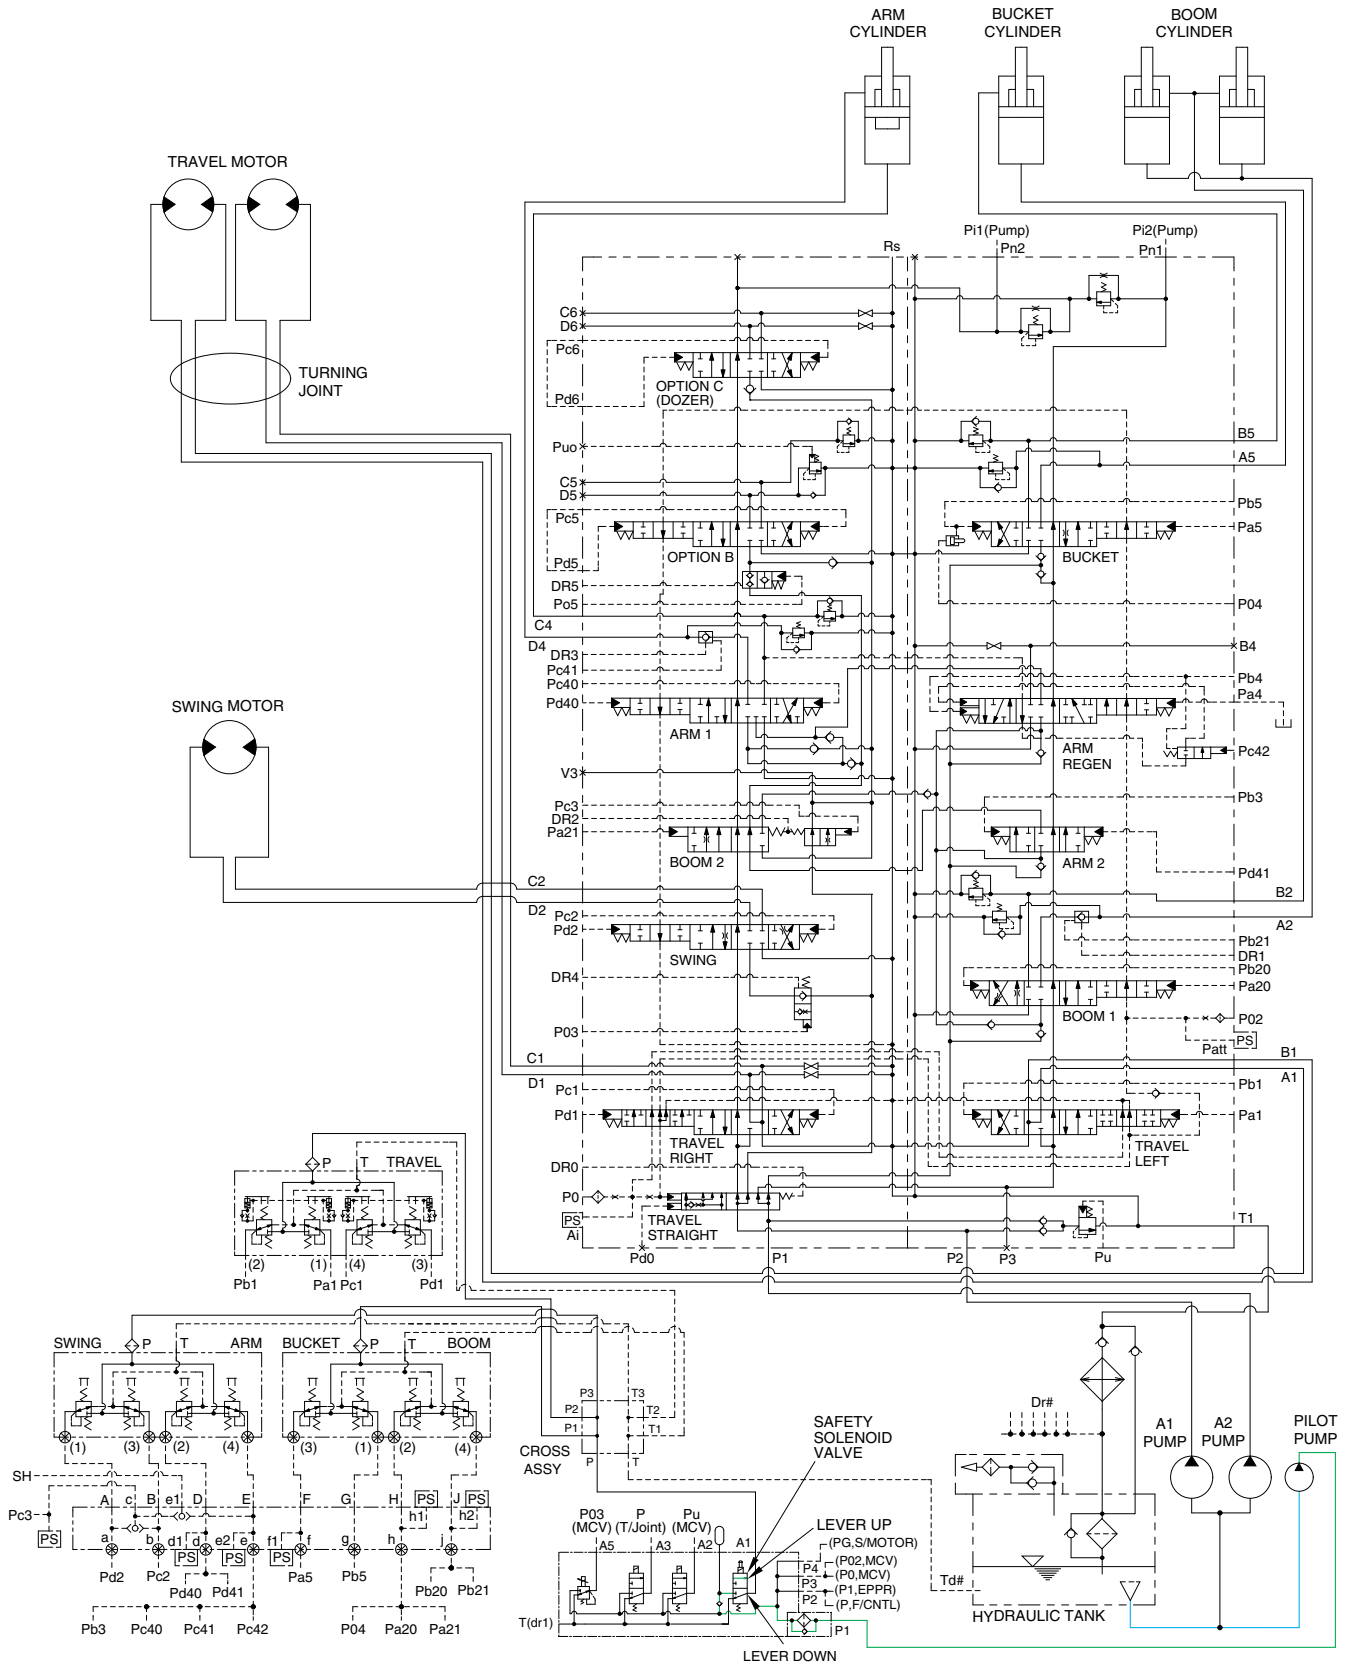 ARM
CYLINDER
BUCKET
CYLINDER
BOOM
CYLINDER
TRAVEL MOTOR
TURNING
JOINT
SWING MOTOR
Rs
Pi1(Pump)
Pn2
Pi2(Pump)
Pn1
C6
D6
Pc6
OPTION C
(DOZER)
Pd6
Puo
B5
A5
C5
D5
Pc5
Pb5
Pa5
OPTION B
BUCKET
Pd5
DR5
Po5
P04
C4
D4
B4
DR3
Pc41
Pc40
Pd40
Pb4
Pa4
ARM 1
ARM
REGEN
Pc42
V3
Pc3
DR2
Pa21
Pb3
BOOM 2
ARM 2
Pd41
C2
D2
B2
A2
Pc2
Pd2
SWING
Pb21
DR1
Pb20
Pa20
DR4
BOOM 1
P03
P02
PS
Patt
C1
D1
B1
A1
Pc1
Pd1
Pb1
Pa1
TRAVEL
RIGHT
TRAVEL
LEFT
DR0
P0
PS
Ai
TRAVEL
STRAIGHT
T1
Pd0
P1
P2
P3
Pu
P
T
TRAVEL
(2)
(1)
(4)
(3)
Pb1
Pa1
Pc1
Pd1
SWING
P
T
ARM
BUCKET
P
T
BOOM
(1)
(3)
(2)
(4)
(3)
(1)
(2)
(4)
SH
Pc3
PS
A
c
B
e1
D
E
F
G
H
PS
J
PS
h1
h2
a
b
d1
d
e2
e
f1
f
g
h
j
PS
PS
PS
Pd2
Pc2
Pd40
Pd41
Pa5
Pb5
Pb20
Pb21
Pb3
Pc40
Pc41
Pc42
P04
Pa20
Pa21
P3
T3
P2
T2
P1
T1
CROSS
ASSY
P
T
SAFETY
SOLENOID
VALVE
P03
(MCV)
P
(T/Joint)
Pu
(MCV)
A5
A3
A2
A1
LEVER UP
(PG,S/MOTOR)
P4
(P02,MCV)
(P0,MCV)
P3
(P1,EPPR)
P2
(P,F/CNTL)
T(dr1)
P1
LEVER DOWN
Dr#
Td#
HYDRAULIC TANK
A1
PUMP
A2
PUMP
PILOT
PUMP